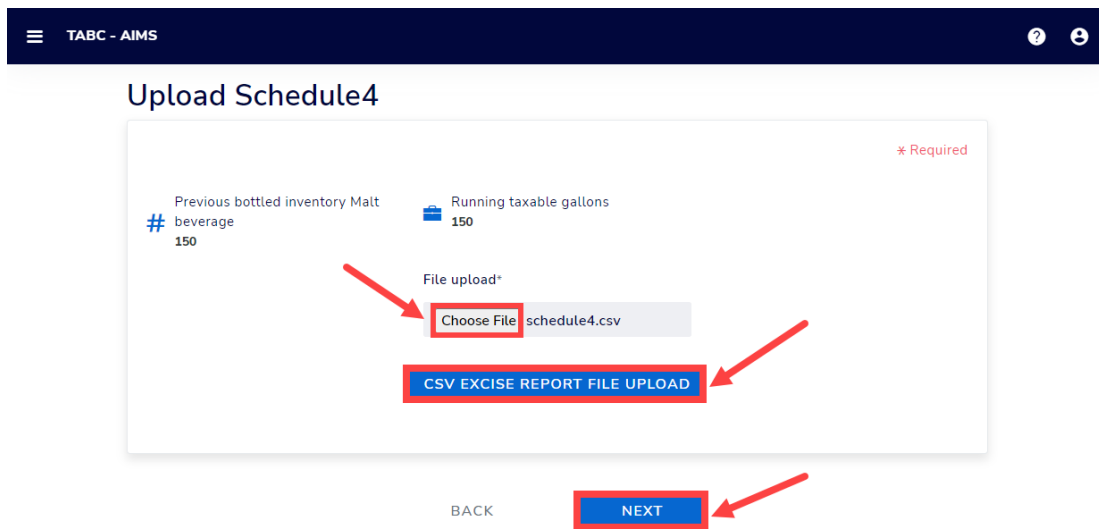 TABC - AIMS
Upload Schedule4
* Required
Previous bottled inventory Malt
beverage
150
Running taxable gallons
150
File upload*
Choose File schedule4.csv
CSV EXCISE REPORT FILE UPLOAD
BACK NEXT